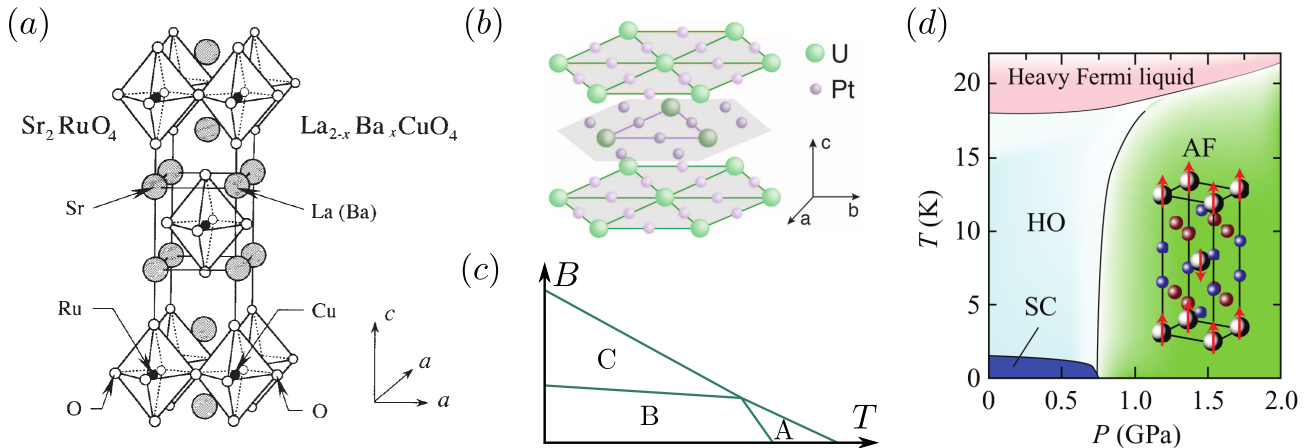 (a)
Sr₂RuO₄
La₂₋ₓBaₓCuO₄
Sr
La (Ba)
Ru
Cu
O
O
c
a
a
(b)
U
Pt
c
b
a
(c)
B
C
B
A
T
(d)
T (K)
20
15
10
5
0
Heavy Fermi liquid
AF
HO
SC
0
0.5
1.0
1.5
2.0
P (GPa)